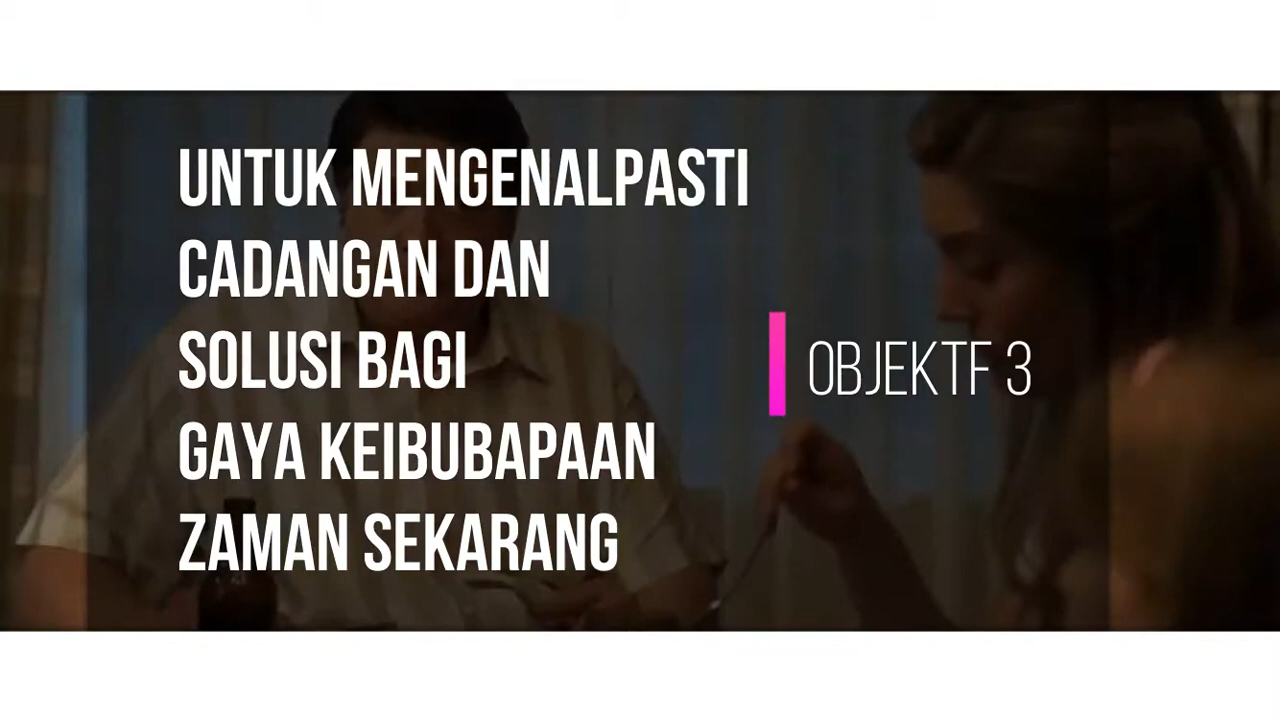 UNTUK MENGENALPASTI
CADANGAN DAN
SOLUSI BAGI
GAYA KEIBUBAPAAN
ZAMAN SEKARANG
OBJEKTF 3